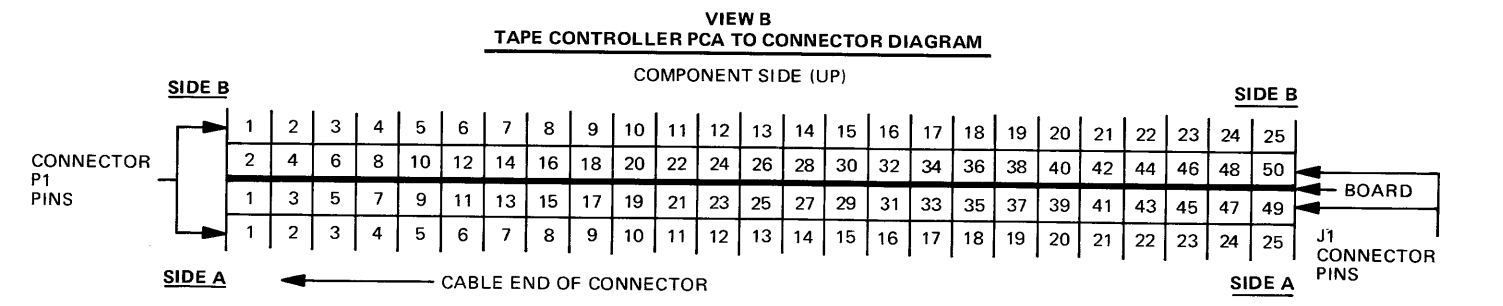 VIEW B
TAPE CONTROLLER PCA TO CONNECTOR DIAGRAM
COMPONENT SIDE (UP)
SIDE B
SIDE B
1 2 3 4 5 6 7 8 9 10 11 12 13 14 15 16 17 18 19 20 21 22 23 24 25
CONNECTOR
P1
PINS
2 4 6 8 10 12 14 16 18 20 22 24 26 28 30 32 34 36 38 40 42 44 46 48 50
BOARD
1 3 5 7 9 11 13 15 17 19 21 23 25 27 29 31 33 35 37 39 41 43 45 47 49
1 2 3 4 5 6 7 8 9 10 11 12 13 14 15 16 17 18 19 20 21 22 23 24 25
J1
CONNECTOR
PINS
SIDE A
CABLE END OF CONNECTOR
SIDE A